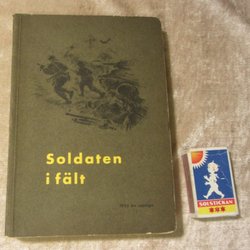 Soldaten
i fält
SOLSTICKAN